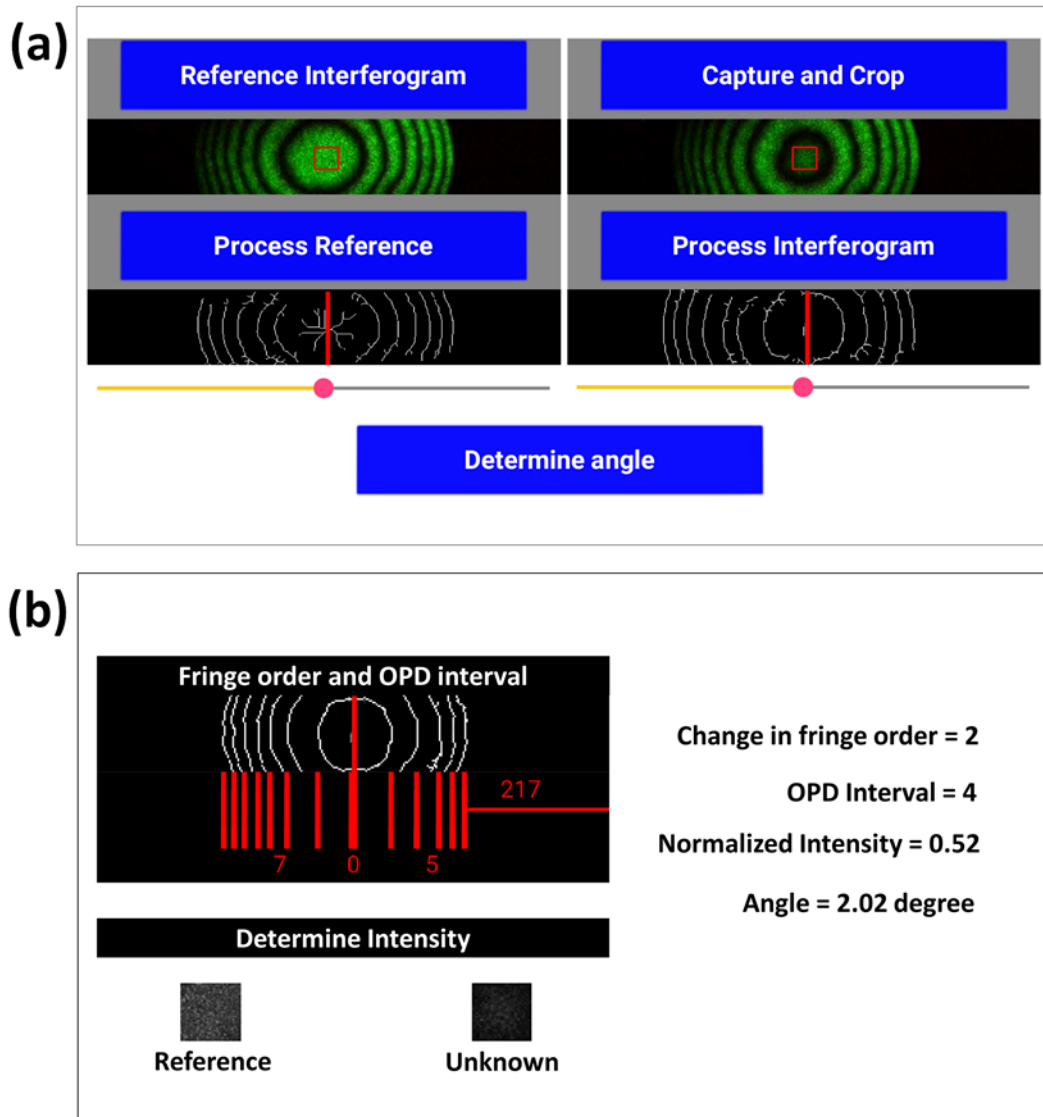 (a)
Reference Interferogram
Capture and Crop
Process Reference
Process Interferogram
Determine angle
(b)
Fringe order and OPD interval
217
7 0 5
Change in fringe order = 2
OPD Interval = 4
Normalized Intensity = 0.52
Angle = 2.02 degree
Determine Intensity
Reference
Unknown